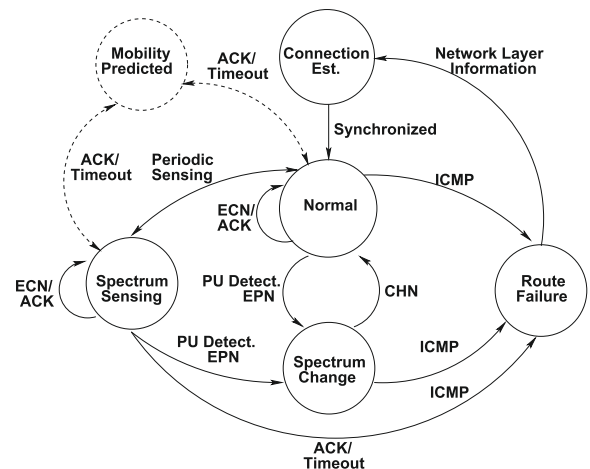 Mobility
Predicted
ACK/
Timeout
Connection
Est.
Network Layer
Information
Synchronized
ACK/
Timeout
Periodic
Sensing
ICMP
ECN/
ACK
Normal
ECN/
ACK
Spectrum
Sensing
PU Detect.
EPN
CHN
Route
Failure
PU Detect.
EPN
Spectrum
Change
ICMP
ICMP
ACK/
Timeout